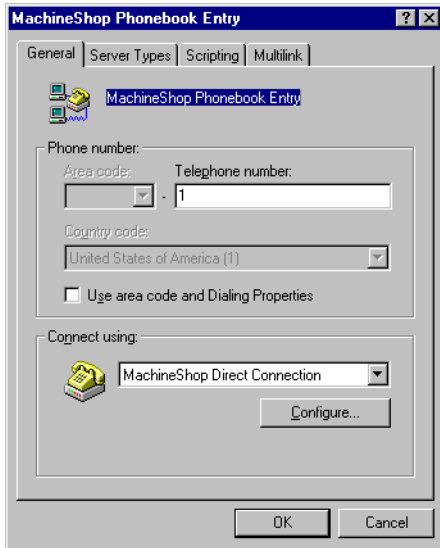 MachineShop Phonebook Entry
General Server Types Scripting Multilink
MachineShop Phonebook Entry
Phone number:
Area code: Telephone number:
- 1
Country code:
United States of America (1)
Use area code and Dialing Properties
Connect using:
MachineShop Direct Connection
Configure...
OK Cancel